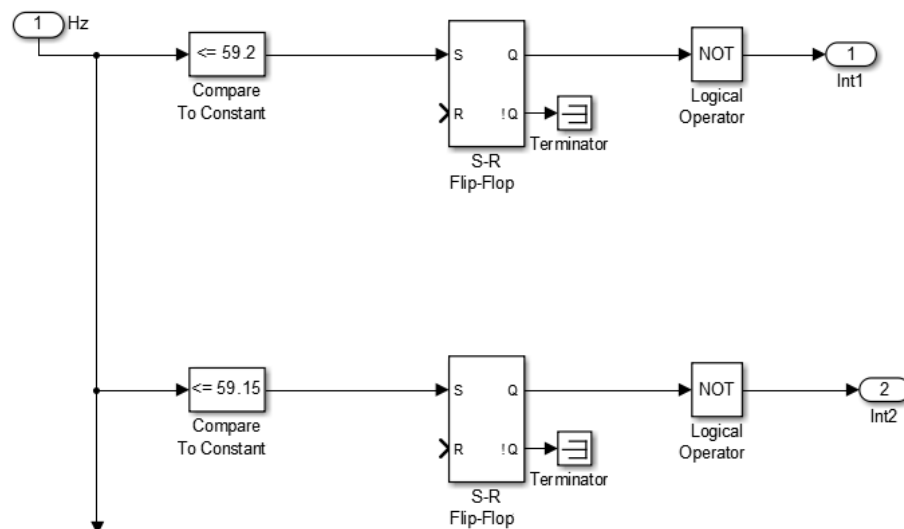 1 Hz
<= 59.2
Compare
To Constant
S Q
R !Q
S-R
Flip-Flop
Terminator
NOT
Logical
Operator
1
Int1
<= 59.15
Compare
To Constant
S Q
R !Q
S-R
Flip-Flop
Terminator
NOT
Logical
Operator
2
Int2